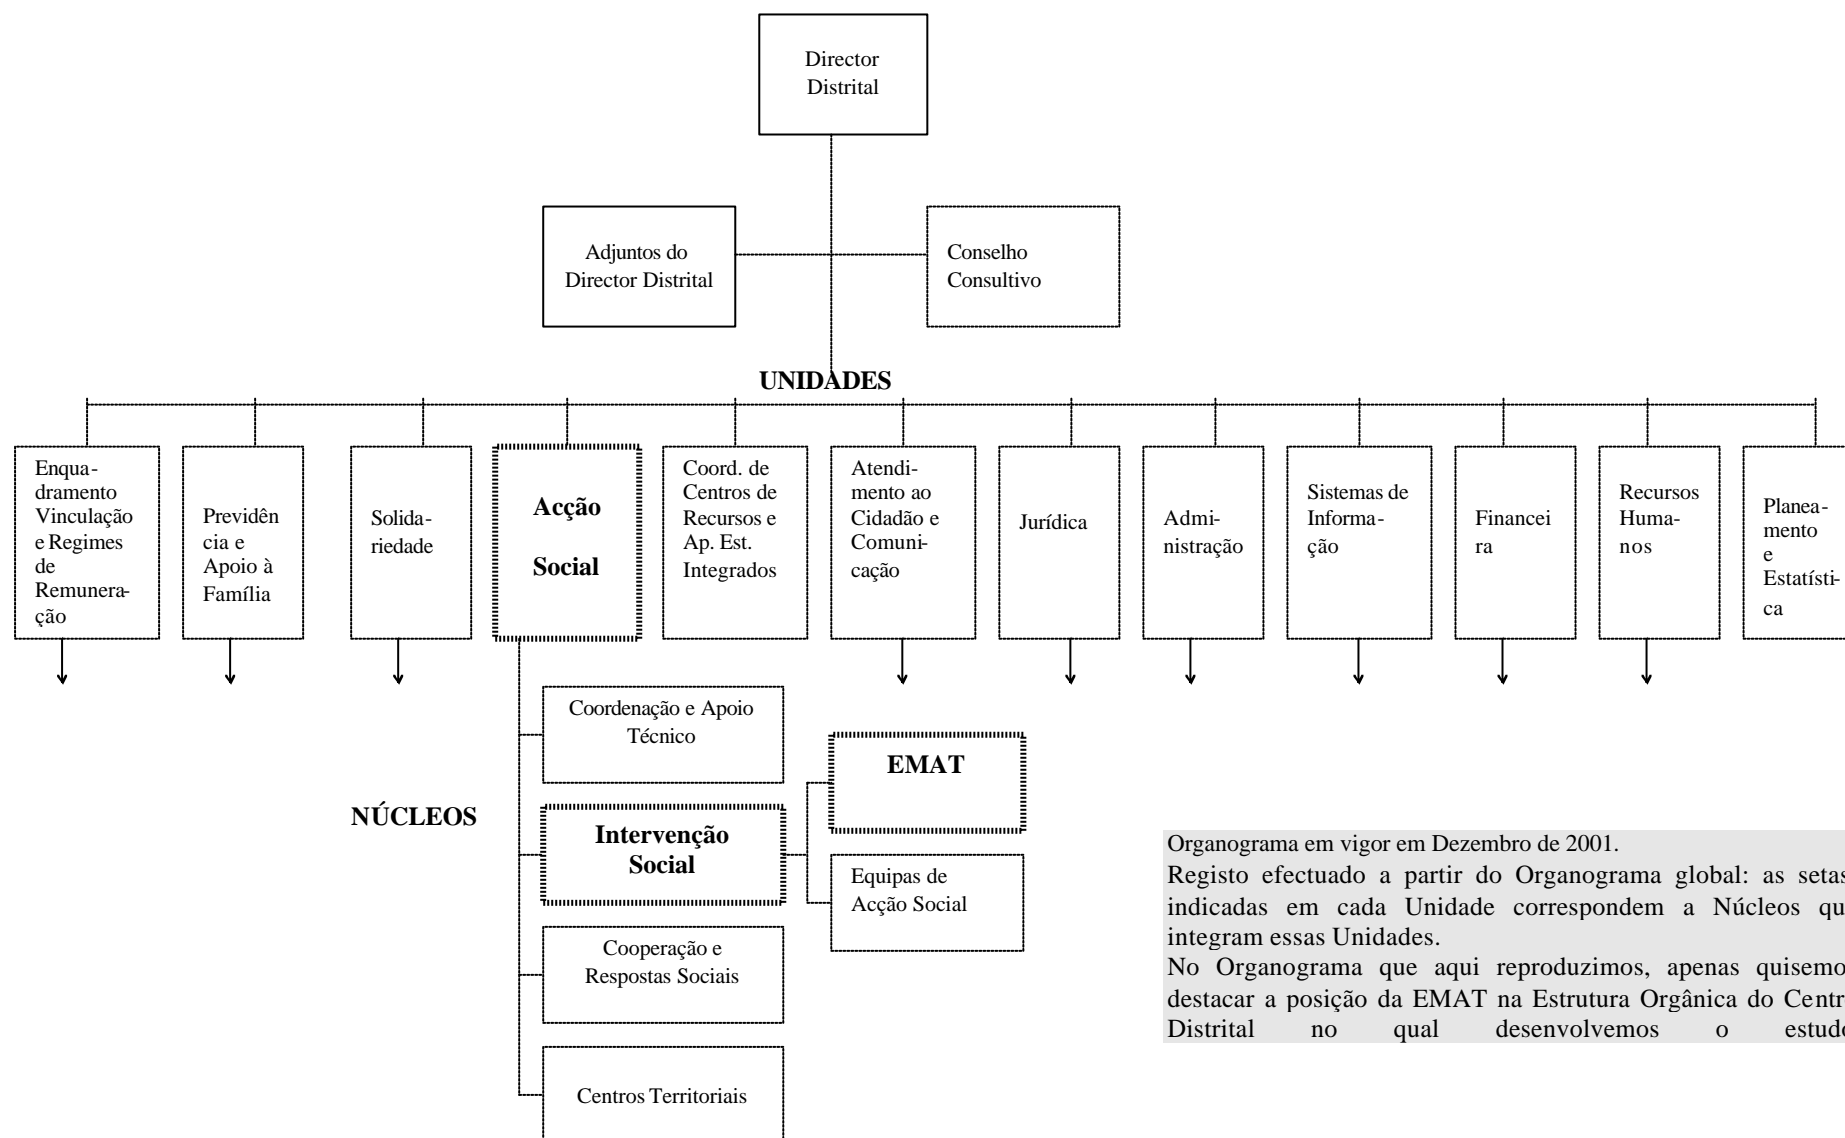 Director
Distrital
Adjuntos do
Director Distrital
Conselho
Consultivo
UNIDADES
Enqua-
dramento
Vinculação
e Regimes
de
Remunera-
ção
Previdên
cia e
Apoio à
Família
Solida-
riedade
Acção
Social
Coord. de
Centros de
Recursos e
Ap. Est.
Integrados
Atendi-
mento ao
Cidadão e
Comuni-
cação
Jurídica
Admi-
nistração
Sistemas de
Informa-
ção
Financei
ra
Recursos
Huma-
nos
Planea-
mento
e
Estatísti-
ca
NÚCLEOS
Coordenação e Apoio
Técnico
Intervenção
Social
Cooperação e
Respostas Sociais
Centros Territoriais
EMAT
Equipas de
Acção Social
Organograma em vigor em Dezembro de 2001.
Registo efectuado a partir do Organograma global: as setas
indicadas em cada Unidade correspondem a Núcleos qu
integram essas Unidades.
No Organograma que aqui reproduzimos, apenas quisemo
destacar a posição da EMAT na Estrutura Orgânica do Centr
Distrital no qual desenvolvemos o estudo